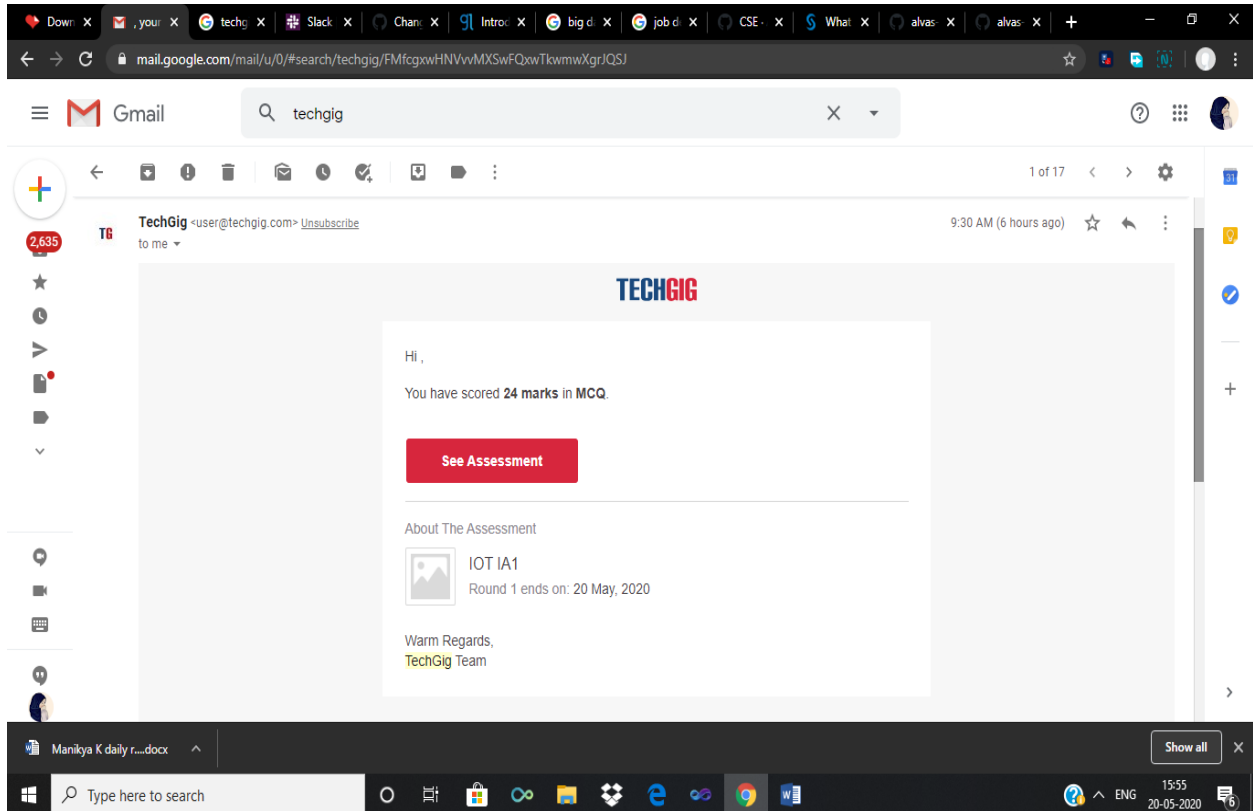 Down
, your
techg
Slack
Chang
Introd
big d
job d
CSE -
What
alvas-
alvas-
mail.google.com/mail/u/0/#search/techgig/FMfcgxwHNVvvMXSwFQxwTkwmwXgrJQSJ
Gmail
techgig
1 of 17
31
2,635
TG
TechGig <user@techgig.com> Unsubscribe
9:30 AM (6 hours ago)
to me
TECHGIG
Hi ,
You have scored 24 marks in MCQ.
See Assessment
About The Assessment
IOT IA1
Round 1 ends on: 20 May, 2020
Warm Regards,
TechGig Team
Manikya K daily r....docx
Show all
Type here to search
ENG
15:55
20-05-2020
6